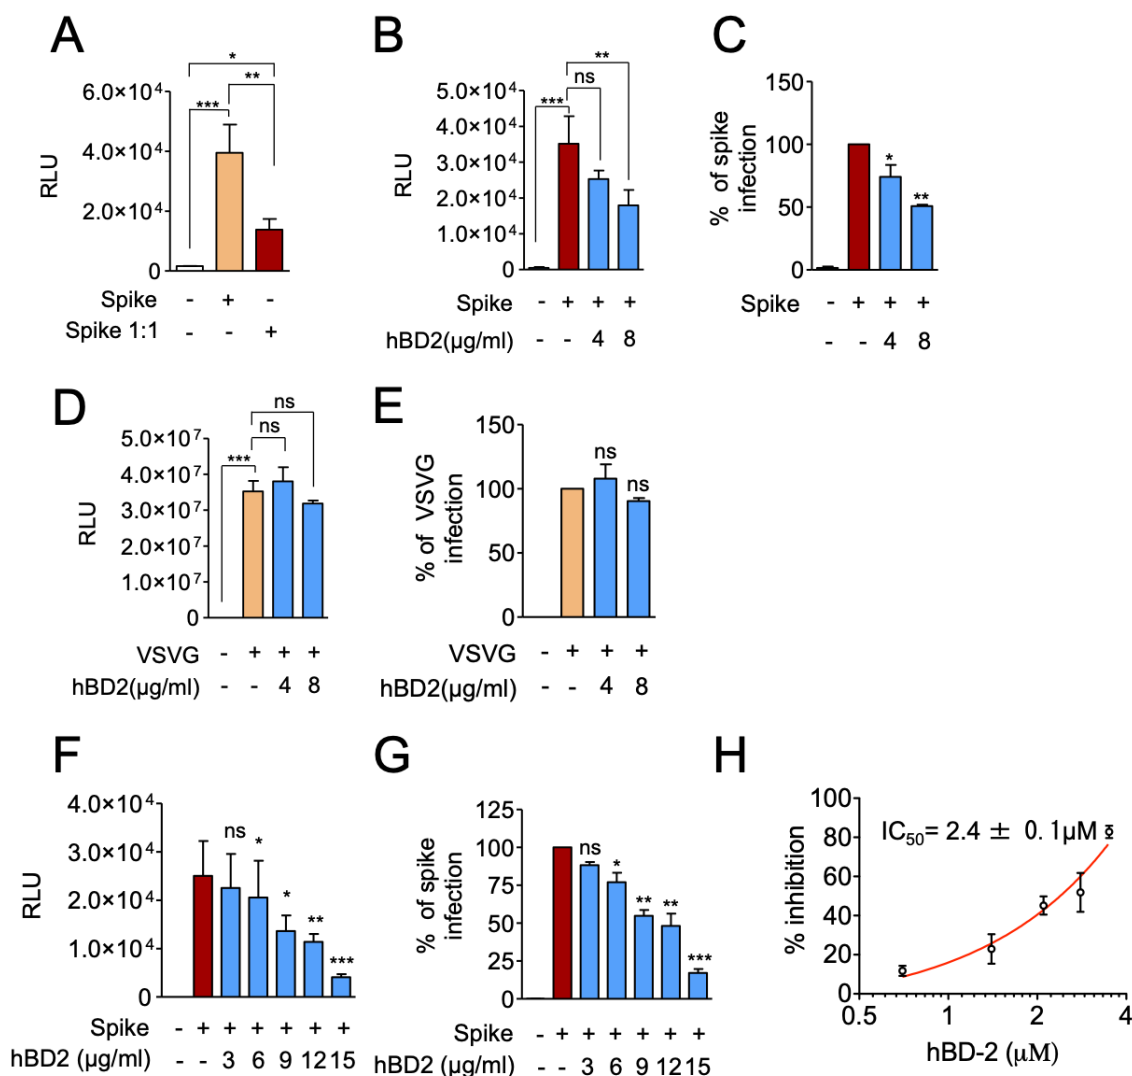 A
B
C
*
**
***
6.0×10⁴
4.0×10⁴
2.0×10⁴
0
RLU
Spike - + -
Spike 1:1 - - +
**
ns
***
5.0×10⁴
4.0×10⁴
3.0×10⁴
2.0×10⁴
1.0×10⁴
0
RLU
Spike - + + +
hBD2(µg/ml) - - 4 8
150
100
50
0
% of spike
infection
*
**
Spike - + + +
- - 4 8
D
E
ns
ns
***
5.0×10⁷
4.0×10⁷
3.0×10⁷
2.0×10⁷
1.0×10⁷
0
RLU
VSVG - + + +
hBD2(µg/ml) - - 4 8
150
100
50
0
% of VSVG
infection
ns
ns
VSVG - + + +
hBD2(µg/ml) - - 4 8
F
G
H
4.0×10⁴
3.0×10⁴
2.0×10⁴
1.0×10⁴
0
RLU
ns * * ** ***
Spike - + + + + + +
hBD2 (µg/ml) - - 3 6 9 12 15
125
100
75
50
25
0
% of spike
infection
ns * ** ** ***
Spike - + + + + + +
hBD2 (µg/ml) - - 3 6 9 12 15
100
80
60
40
20
0
% inhibition
IC₅₀= 2.4 ± 0.1µM
0.5 1 2 4
hBD-2 (µM)